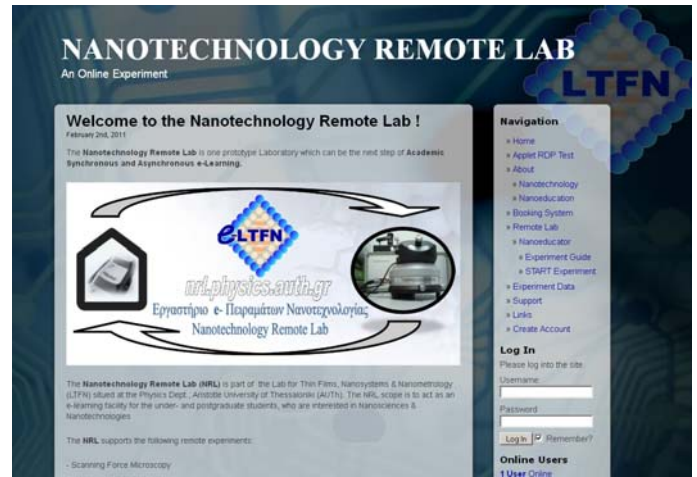 NANOTECHNOLOGY REMOTE LAB
An Online Experiment
LTFN
Welcome to the Nanotechnology Remote Lab !
February 2nd, 2011
The Nanotechnology Remote Lab is one prototype Laboratory which can be the next step of Academic
Synchronous and Asynchronous e-Learning.
eLTFN
nrl.physics.auth.gr
Εργαστήριο e- Πειραμάτων Νανοτεχνολογίας
Nanotechnology Remote Lab
The Nanotechnology Remote Lab (NRL) is part of the Lab for Thin Films, Nanosystems & Nanometrology
(LTFN) situed at the Physics Dept., Aristotle University of Thessaloniki (AUTh). The NRL scope is to act as an
e-learning facility for the under- and postgraduate students, who are interested in Nanosciences &
Nanotechnologies
The NRL supports the following remote experiments:
- Scanning Force Microscopy
Navigation
» Home
» Applet RDP Test
» About
» Nanotechnology
» Nanoeducation
» Booking System
» Remote Lab
» Nanoeducator
» Experiment Guide
» START Experiment
» Experiment Data
» Support
» Links
» Create Account
Log In
Please log into the site.
Username
Password
Log In Remember?
Online Users
1 User Online